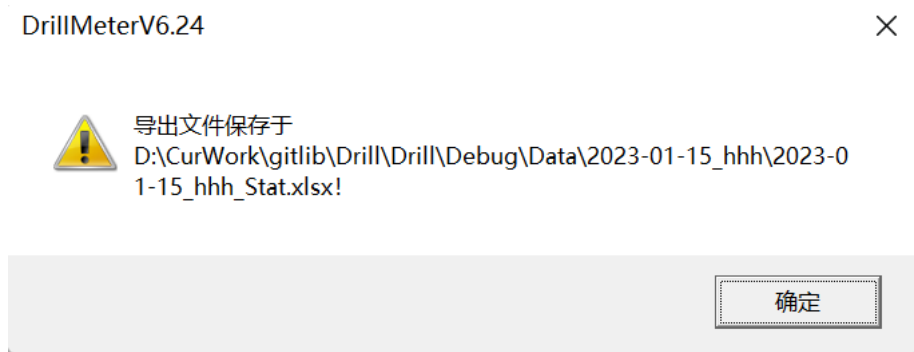 DrillMeterV6.24
导出文件保存于
D:\CurWork\gitlib\Drill\Drill\Debug\Data\2023-01-15_hhh\2023-0
1-15_hhh_Stat.xlsx!
确定